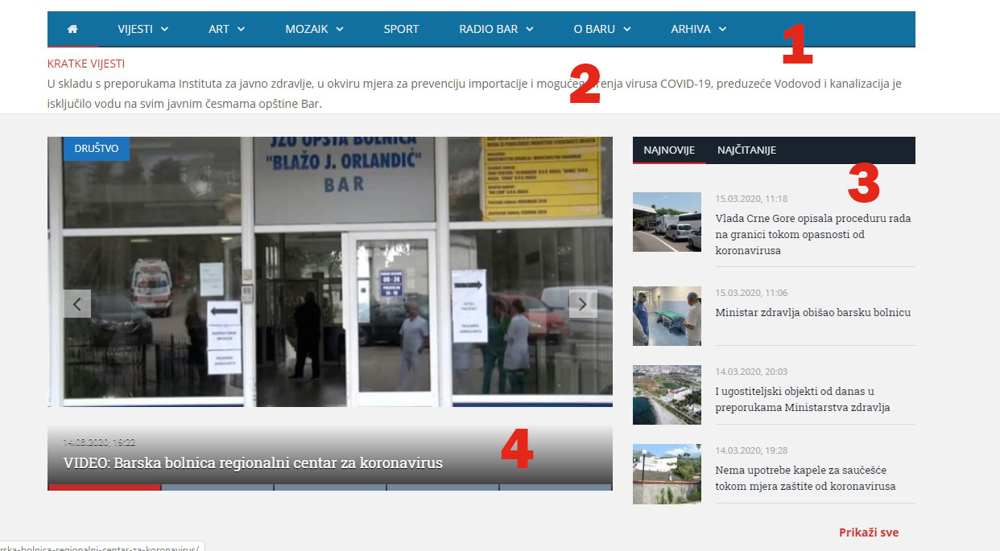 VIJESTI ART MOZAIK SPORT RADIO BAR O BARU ARHIVA
1
KRATKE VIJESTI
2
U skladu s preporukama Instituta za javno zdravlje, u okviru mjera za prevenciju importacije i moguće renja virusa COVID-19, preduzeće Vodovod i kanalizacija je
isključilo vodu na svim javnim česmama opštine Bar.
DRUŠTVO
JZU OPŠTA BOLNICA
"BLAŽO J. ORLANDIĆ"
BAR
14.03.2020, 19:22
VIDEO: Barska bolnica regionalni centar za koronavirus
4
NAJNOVIJE NAJČITANIJE
3
15.03.2020, 11:18
Vlada Crne Gore opisala proceduru rada
na granici tokom opasnosti od
koronavirusa
15.03.2020, 11:06
Ministar zdravlja obišao barsku bolnicu
14.03.2020, 20:03
I ugostiteljski objekti od danas u
preporukama Ministarstva zdravlja
14.03.2020, 19:28
Nema upotrebe kapele za saučešće
tokom mjera zaštite od koronavirusa
Prikaži sve
rska-bolnica-regionalni-centar-za-koronavirus/